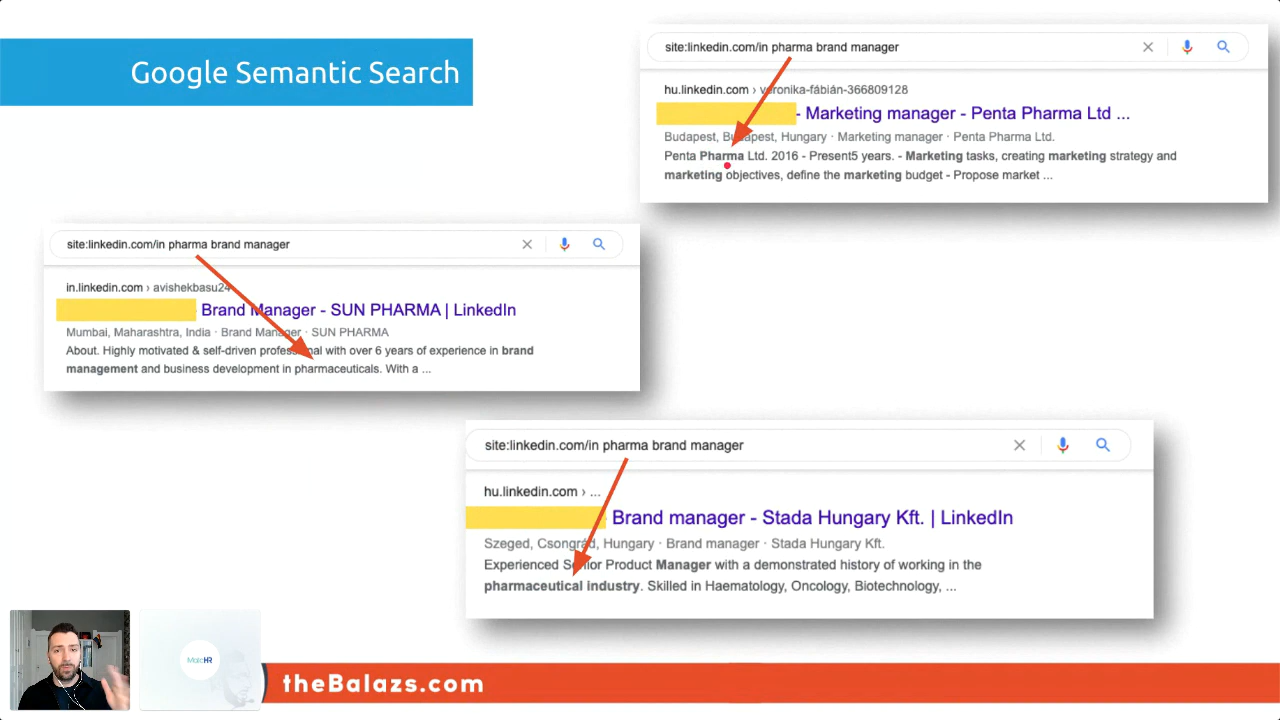 Google Semantic Search
site:linkedin.com/in pharma brand manager
hu.linkedin.com › veronika-fábián-366809128
- Marketing manager - Penta Pharma Ltd ...
Budapest, Budapest, Hungary · Marketing manager · Penta Pharma Ltd.
Penta Pharma Ltd. 2016 - Present5 years. - Marketing tasks, creating marketing strategy and
marketing objectives, define the marketing budget - Propose market ...
site:linkedin.com/in pharma brand manager
in.linkedin.com › avishekbasu24
Brand Manager - SUN PHARMA | LinkedIn
Mumbai, Maharashtra, India · Brand Manager · SUN PHARMA
About. Highly motivated & self-driven professional with over 6 years of experience in brand
management and business development in pharmaceuticals. With a ...
site:linkedin.com/in pharma brand manager
hu.linkedin.com › ...
Brand manager - Stada Hungary Kft. | LinkedIn
Szeged, Csongrád, Hungary · Brand manager · Stada Hungary Kft.
Experienced Senior Product Manager with a demonstrated history of working in the
pharmaceutical industry. Skilled in Haematology, Oncology, Biotechnology, ...
theBalazs.com